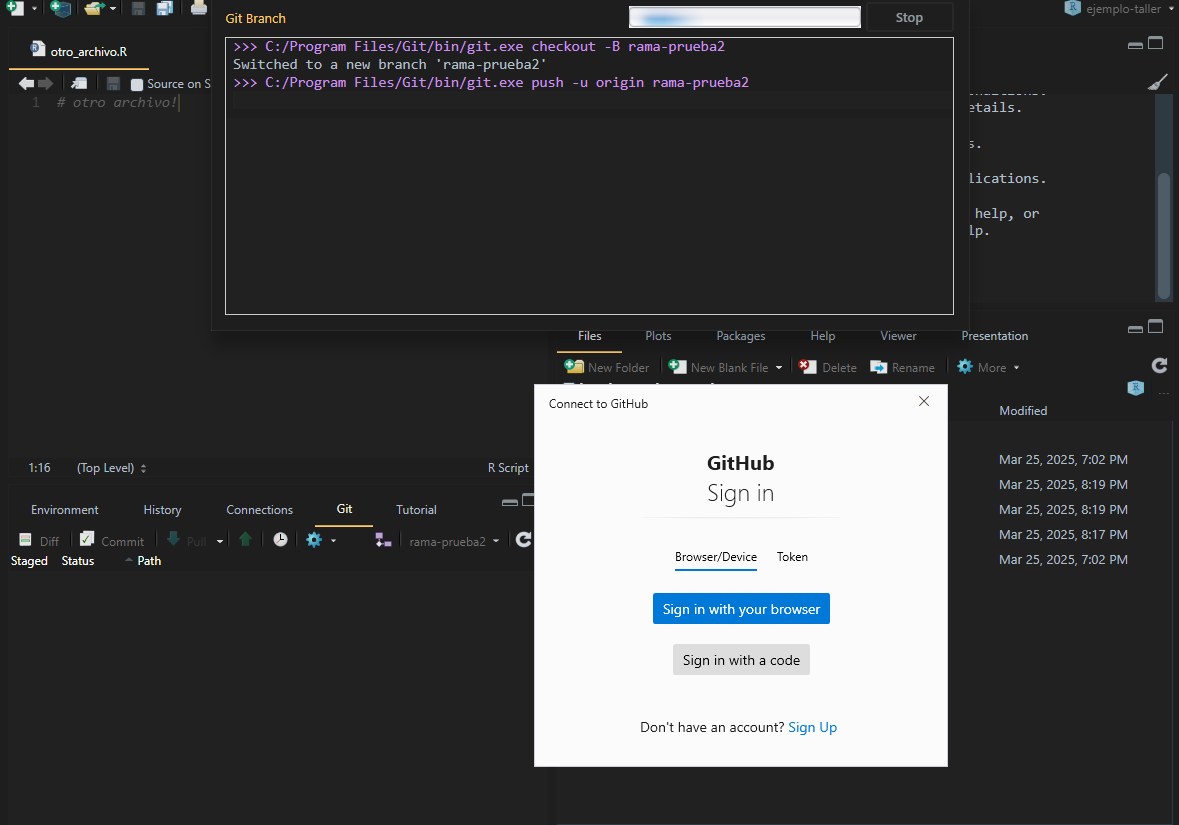 Git Branch
Stop
ejemplo-taller
>>> C:/Program Files/Git/bin/git.exe checkout -B rama-prueba2
Switched to a new branch 'rama-prueba2'
>>> C:/Program Files/Git/bin/git.exe push -u origin rama-prueba2
otro_archivo.R
Source on S
1 # otro archivo!
etails.
s.
lications.
help, or
lp.
1:16 (Top Level) R Script
Files Plots Packages Help Viewer Presentation
New Folder New Blank File Delete Rename More
Modified
Mar 25, 2025, 7:02 PM
Mar 25, 2025, 8:19 PM
Mar 25, 2025, 8:19 PM
Mar 25, 2025, 8:17 PM
Mar 25, 2025, 7:02 PM
Environment History Connections Git Tutorial
Diff Commit Pull rama-prueba2
Staged Status Path
Connect to GitHub
GitHub
Sign in
Browser/Device Token
Sign in with your browser
Sign in with a code
Don't have an account? Sign Up